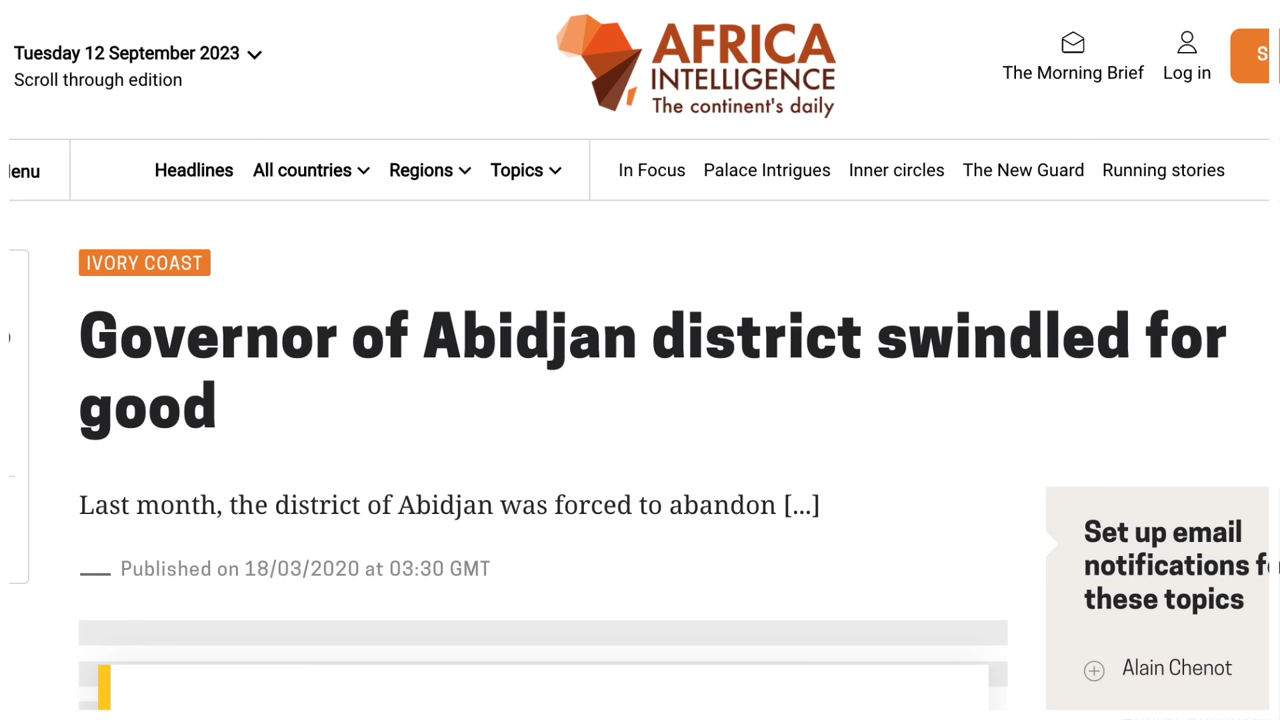 Tuesday 12 September 2023
Scroll through edition
AFRICA
INTELLIGENCE
The continent's daily
The Morning Brief
Log in
S
enu
Headlines
All countries
Regions
Topics
In Focus
Palace Intrigues
Inner circles
The New Guard
Running stories
IVORY COAST
Governor of Abidjan district swindled for
good
Last month, the district of Abidjan was forced to abandon [...]
Published on 18/03/2020 at 03:30 GMT
Set up email
notifications fo
these topics
Alain Chenot